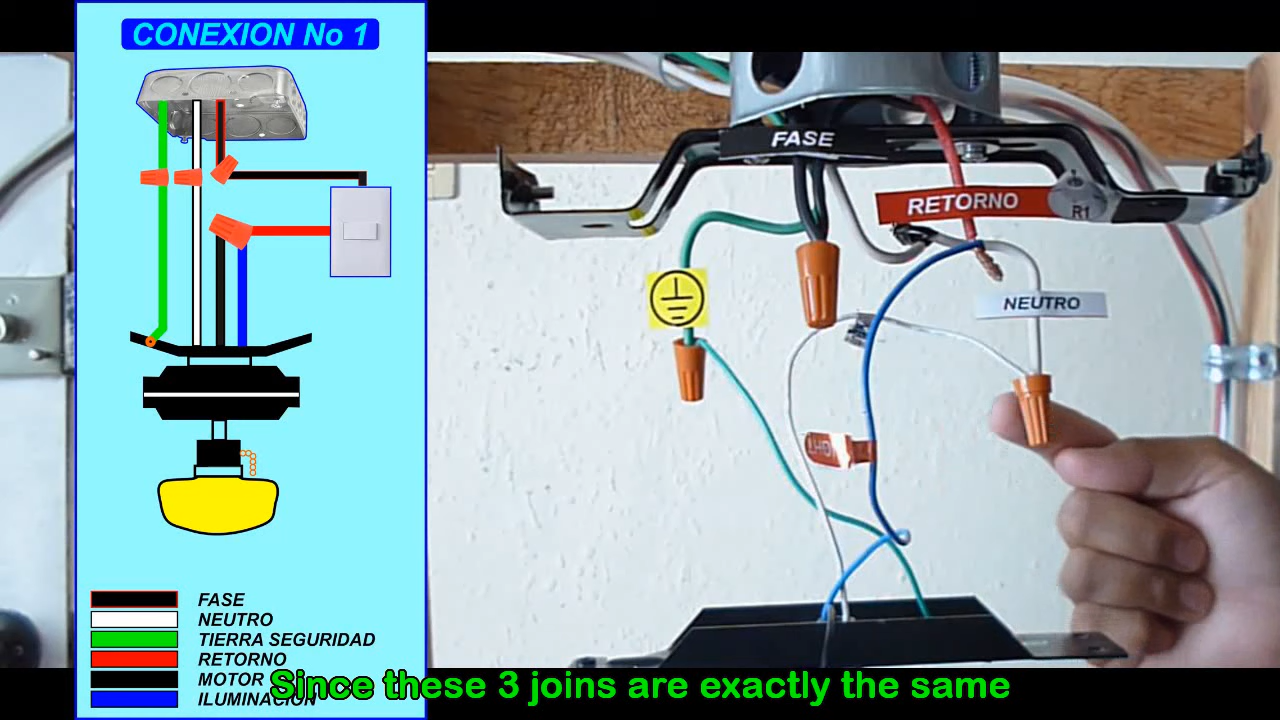 CONEXION No 1
FASE
RETORNO
R1
NEUTRO
FASE
NEUTRO
TIERRA SEGURIDAD
RETORNO
MOTOR
ILUMINACION
Since these 3 joins are exactly the same